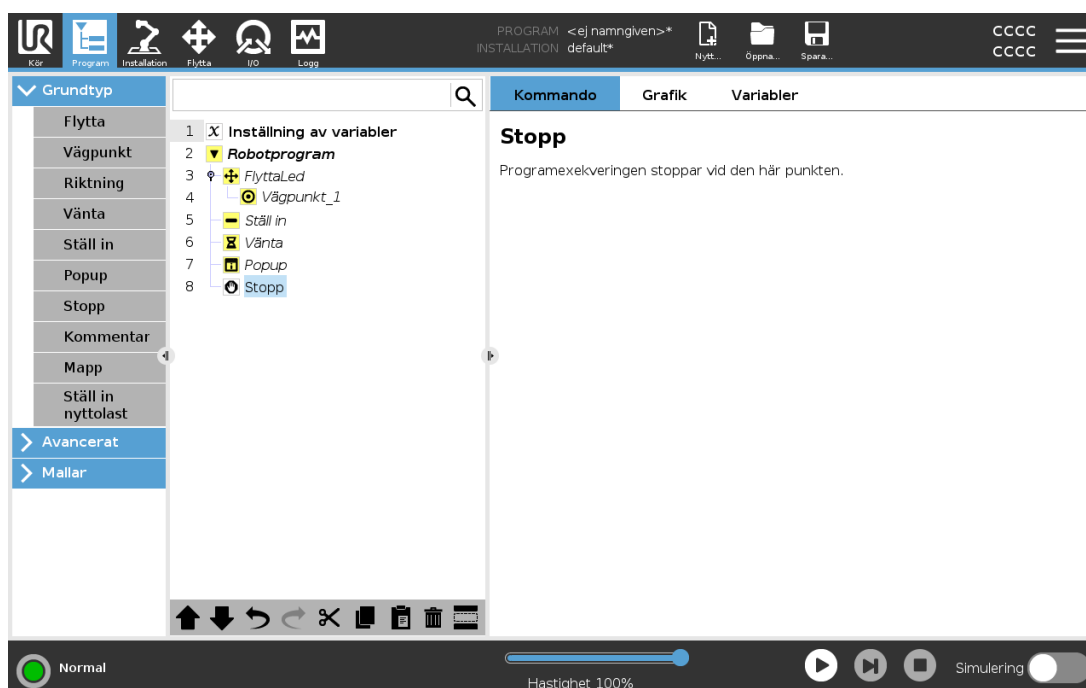 PROGRAM <ej namngiven>*
INSTALLATION default*
Kör
Program
Installation
Flytta
I/O
Logg
Nytt...
Öppna...
Spara...
CCCC
CCCC
Grundtyp
Flytta
Vägpunkt
Riktning
Vänta
Ställ in
Popup
Stopp
Kommentar
Mapp
Ställ in
nyttolast
Avancerat
Mallar
1 X Inställning av variabler
2 Robotprogram
3 FlyttaLed
4 Vägpunkt_1
5 Ställ in
6 Vänta
7 Popup
8 Stopp
Kommando Grafik Variabler
Stopp
Programexekveringen stoppar vid den här punkten.
Normal
Hastighet 100%
Simulering